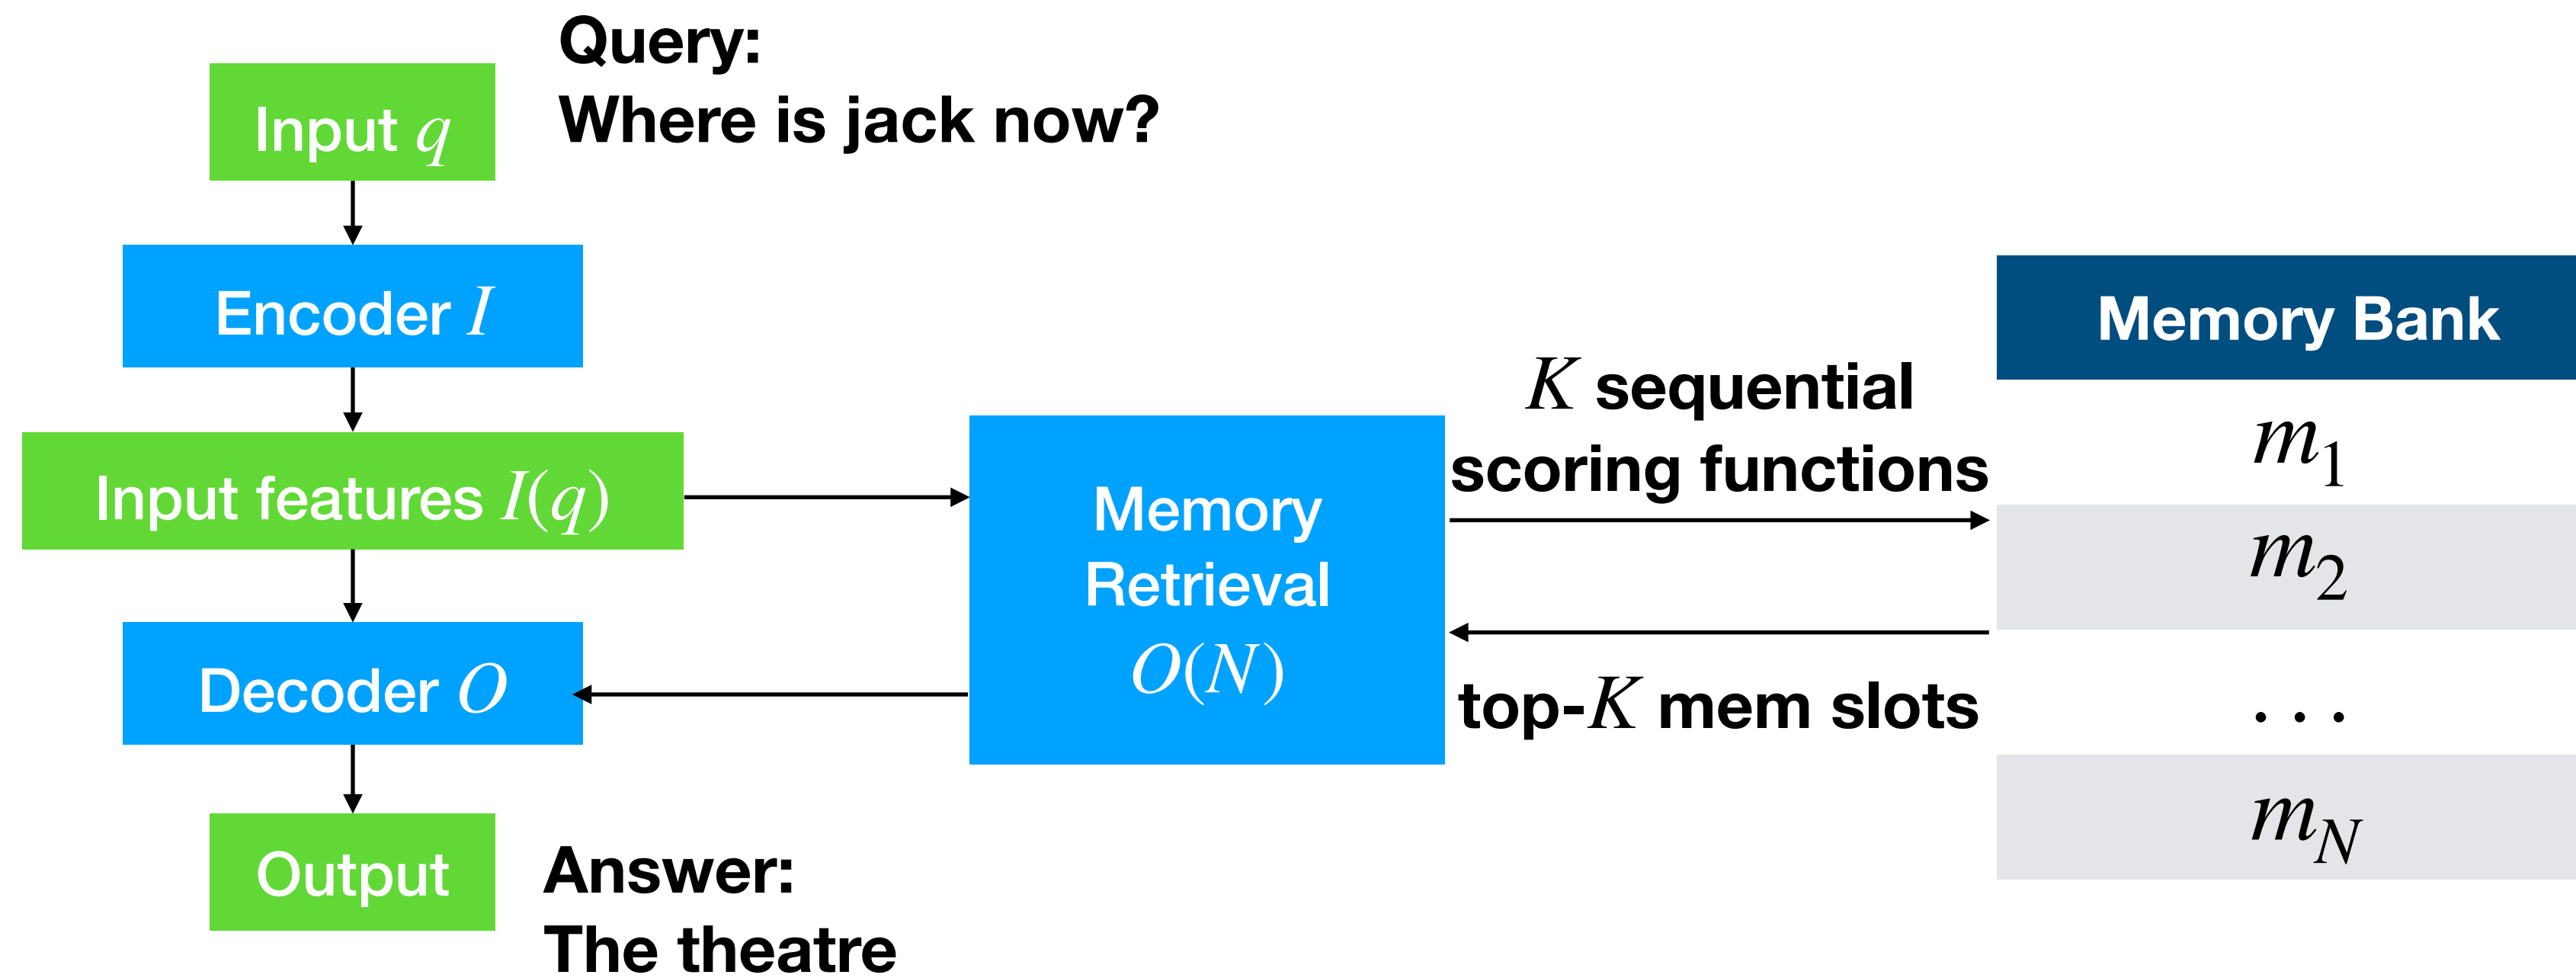 Query:
Where is jack now?
Input q
Encoder I
Input features I(q)
Decoder O
Output
Answer:
The theatre
Memory
Retrieval
O(N)
K sequential
scoring functions
top-K mem slots
Memory Bank
m₁
m₂
...
m_N